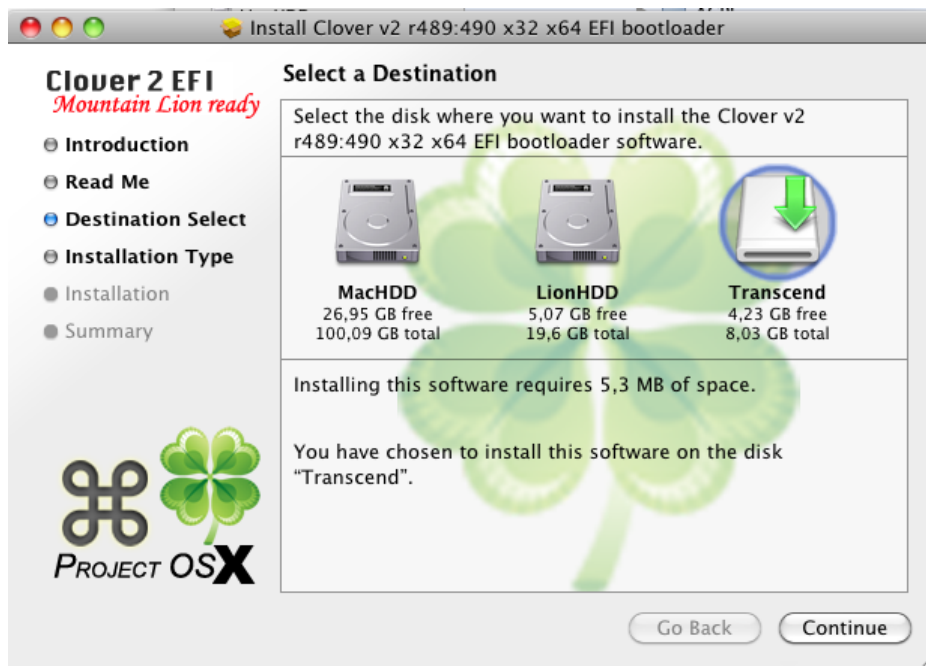 Install Clover v2 r489:490 x32 x64 EFI bootloader
Clover 2 EFI
Mountain Lion ready
Introduction
Read Me
Destination Select
Installation Type
Installation
Summary
PROJECT OSX
Select a Destination
Select the disk where you want to install the Clover v2
r489:490 x32 x64 EFI bootloader software.
MacHDD
26,95 GB free
100,09 GB total
LionHDD
5,07 GB free
19,6 GB total
Transcend
4,23 GB free
8,03 GB total
Installing this software requires 5,3 MB of space.
You have chosen to install this software on the disk
“Transcend”.
Go Back
Continue